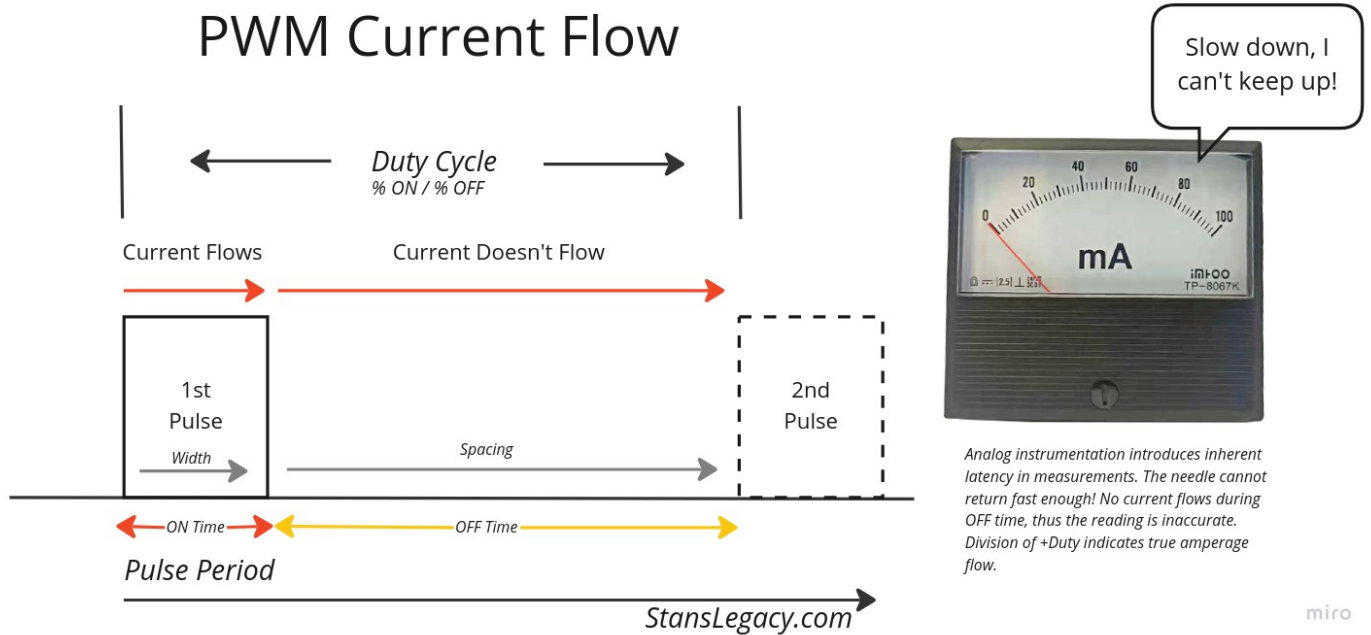 PWM Current Flow
Slow down, I
can't keep up!
Duty Cycle
% ON / % OFF
Current Flows
Current Doesn't Flow
1st
Pulse
Width
Spacing
2nd
Pulse
ON Time
OFF Time
Pulse Period
StansLegacy.com
0
20
40
60
80
100
mA
TP-8067K
Analog instrumentation introduces inherent
latency in measurements. The needle cannot
return fast enough! No current flows during
OFF time, thus the reading is inaccurate.
Division of +Duty indicates true amperage
flow.
miro